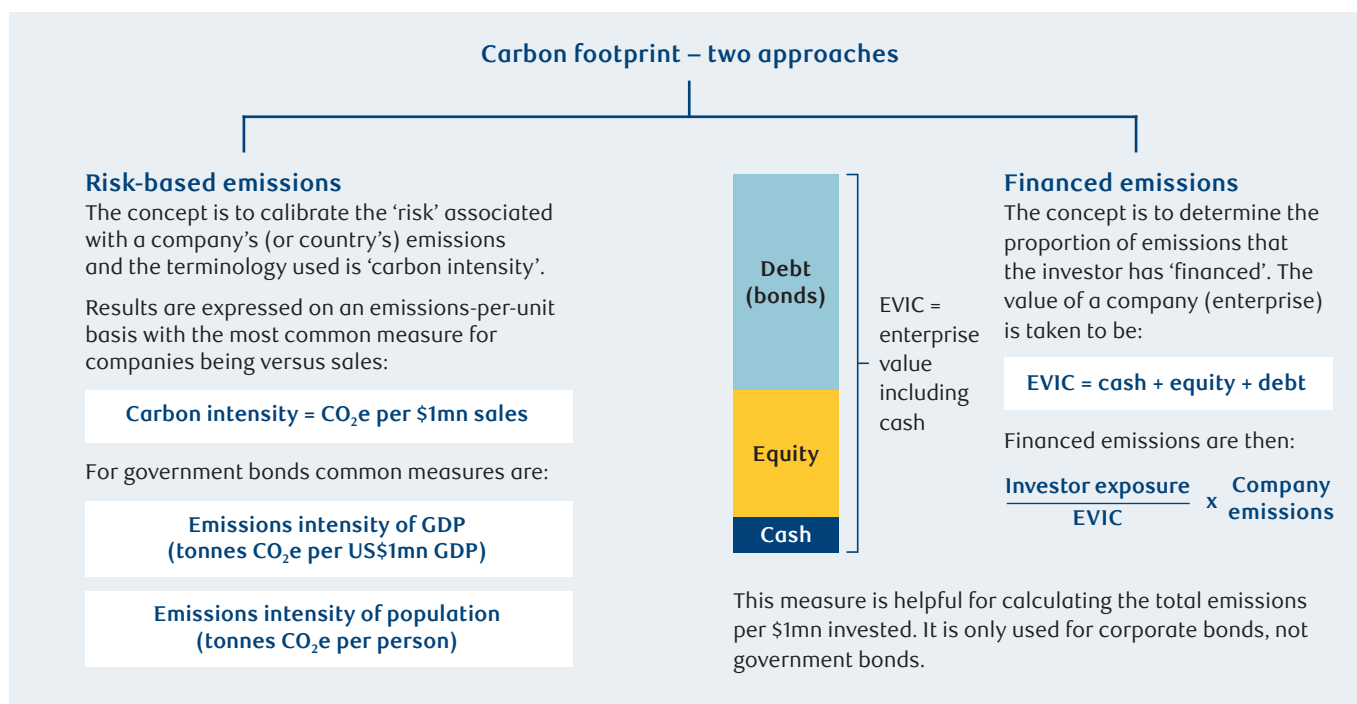 Carbon footprint – two approaches
Risk-based emissions
The concept is to calibrate the ‘risk’ associated
with a company’s (or country’s) emissions
and the terminology used is ‘carbon intensity’.
Results are expressed on an emissions-per-unit
basis with the most common measure for
companies being versus sales:
Carbon intensity = CO₂e per $1mn sales
For government bonds common measures are:
Emissions intensity of GDP
(tonnes CO₂e per US$1mn GDP)
Emissions intensity of population
(tonnes CO₂e per person)
Debt
(bonds)
Equity
Cash
EVIC =
enterprise
value
including
cash
Financed emissions
The concept is to determine the
proportion of emissions that
the investor has ‘financed’. The
value of a company (enterprise)
is taken to be:
EVIC = cash + equity + debt
Financed emissions are then:
Investor exposure
EVIC
x
Company
emissions
This measure is helpful for calculating the total emissions
per $1mn invested. It is only used for corporate bonds, not
government bonds.